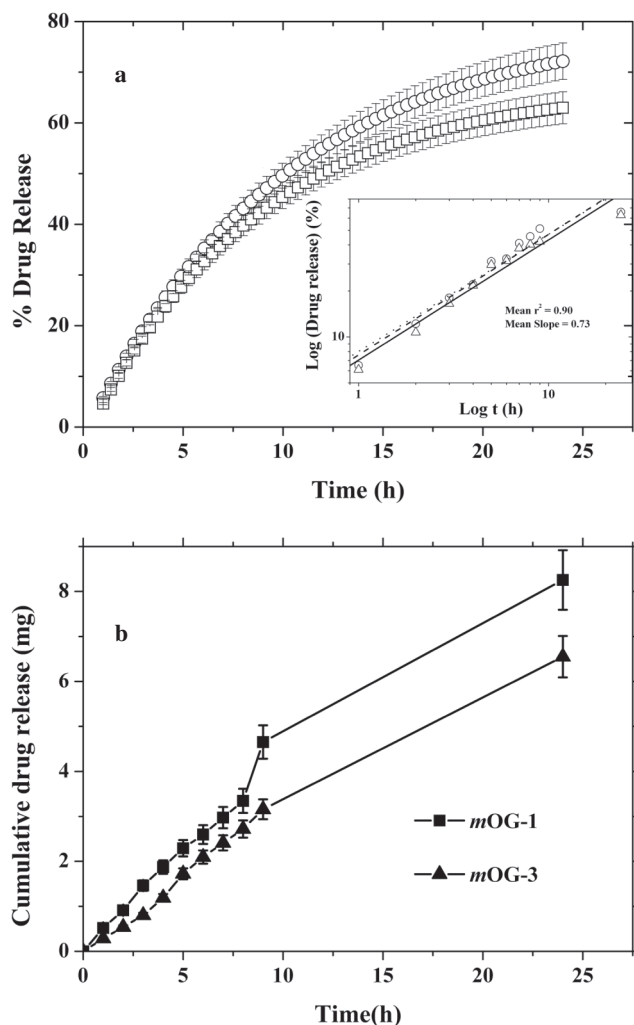 80
60
40
20
0
% Drug Release
a
Log (Drug release) (%)
10
Mean r² = 0.90
Mean Slope = 0.73
1
10
Log t (h)
0
5
10
15
20
25
Time (h)
8
6
4
2
0
Cumulative drug release (mg)
b
mOG-1
mOG-3
0
5
10
15
20
25
Time(h)